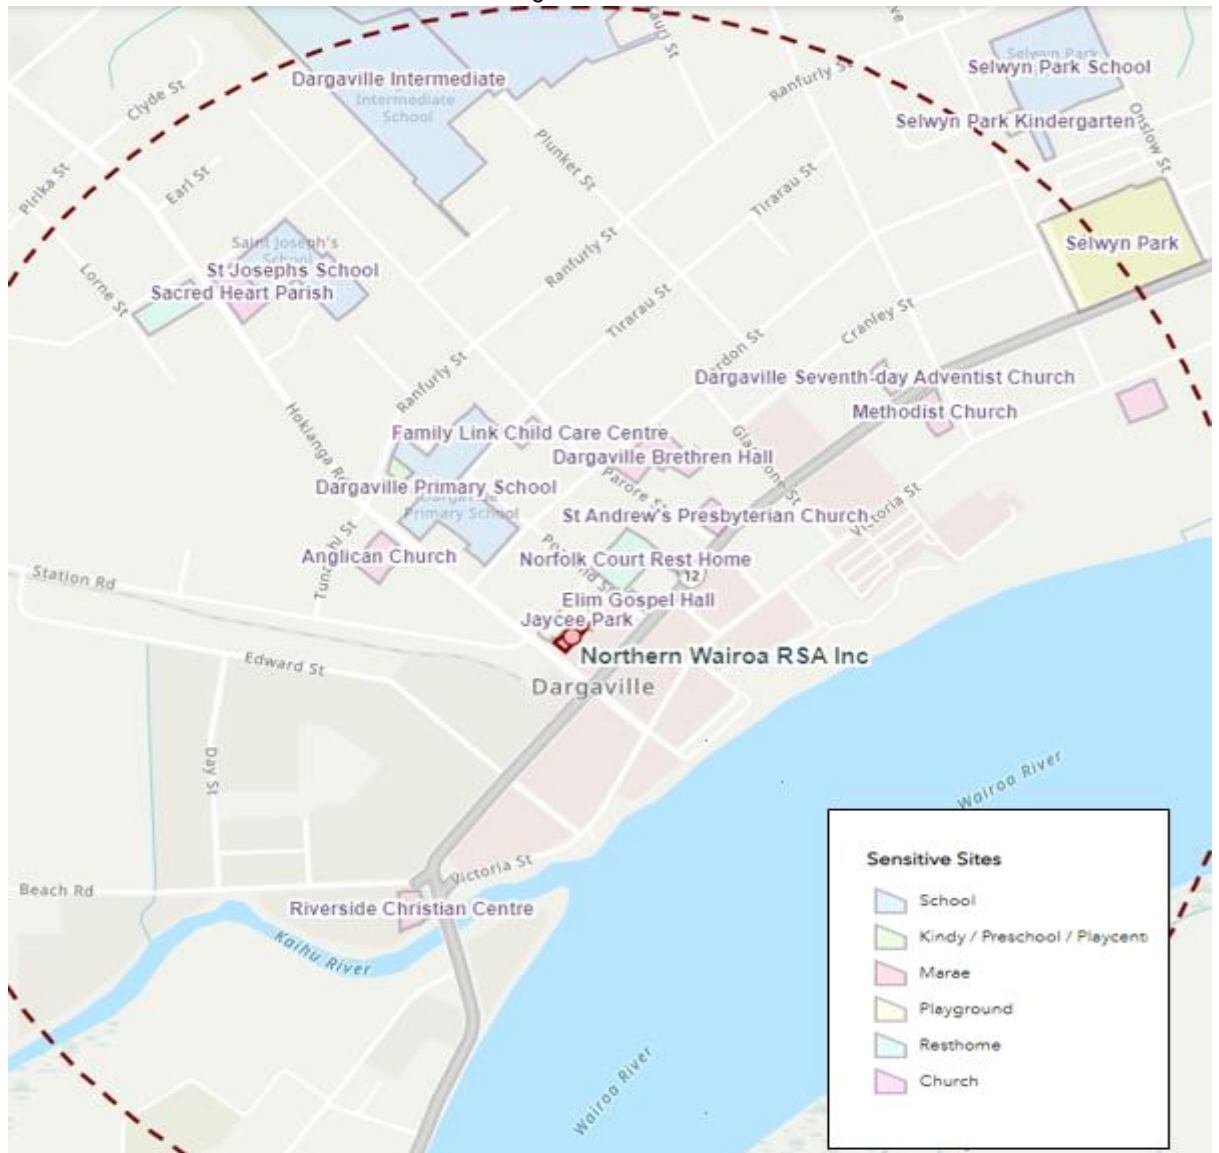 Kauri St
Clyde St
Dargaville Intermediate
Intermediate
School
Ranfurly St
Selwyn Park
Selwyn Park School
Selwyn Park Kindergarten
Onslow St
Plunket St
Pirika St
Earl St
Tirarau St
Saint Joseph's
School
St Josephs School
Sacred Heart Parish
Lorne St
Ranfurly St
Selwyn Park
Tirarau St
Cranley St
Ranfurly St
Dargaville Seventh-day Adventist Church
Methodist Church
Hokianga Rd
Family Link Child Care Centre
Dargaville Brethren Hall
Gladstone St
Parore St
Dargaville Primary School
Primary School
St Andrew's Presbyterian Church
Victoria St
Anglican Church
Norfolk Court Rest Home
12
Station Rd
Elim Gospel Hall
Jaycee Park
Northern Wairoa RSA Inc
Dargaville
Edward St
Day St
Wairoa River
Victoria St
Beach Rd
Riverside Christian Centre
Kaihu River
Wairoa River
Sensitive Sites
School
Kindy / Preschool / Playcent
Marae
Playground
Resthome
Church